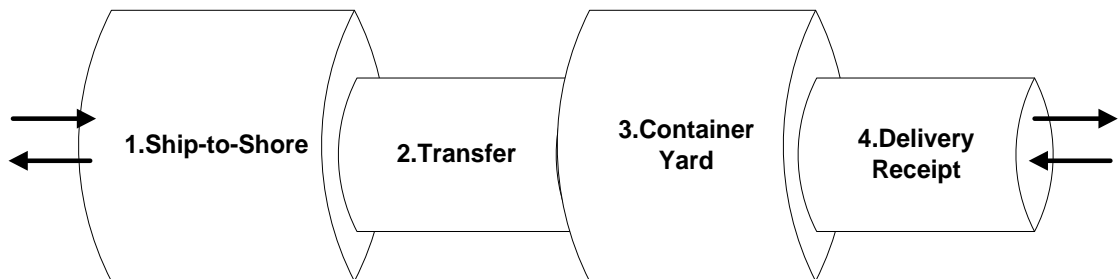 1.Ship-to-Shore
2.Transfer
3.Container
Yard
4.Delivery
Receipt